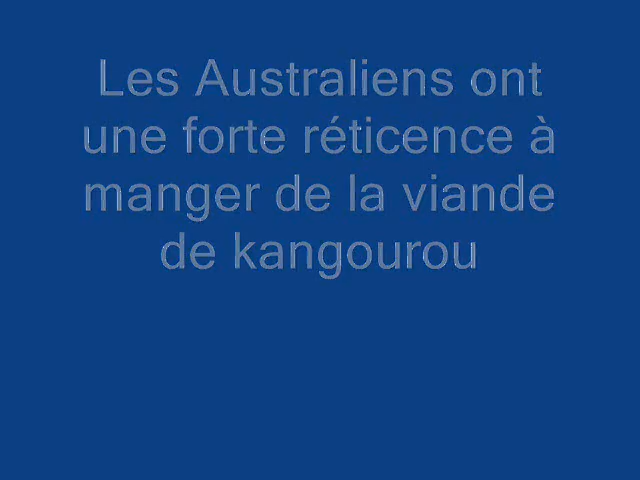 Les Australiens ont
une forte réticence à
manger de la viande
de kangourou